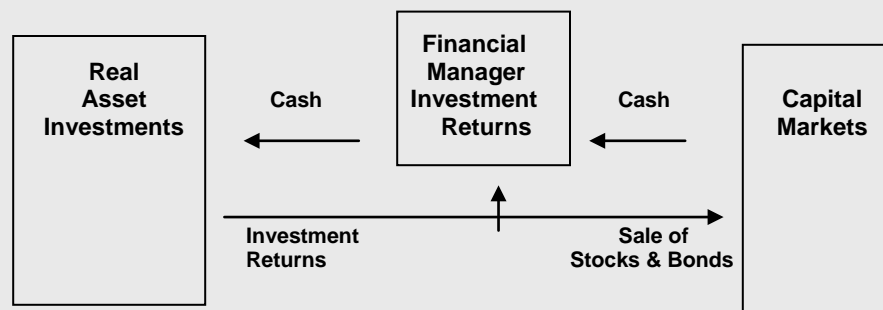 Real
Asset
Investments
Cash
Financial
Manager
Investment
Returns
Cash
Capital
Markets
Investment
Returns
Sale of
Stocks & Bonds